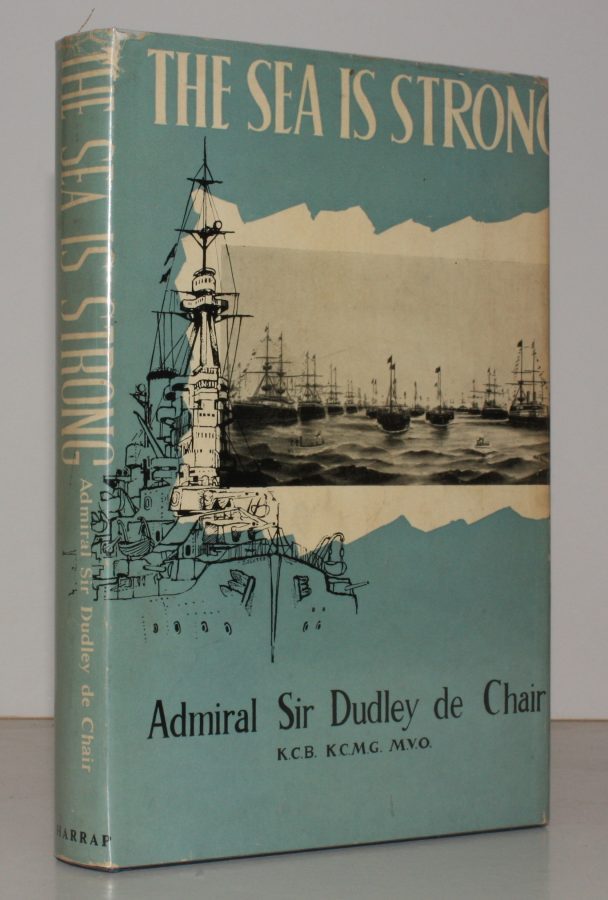 THE SEA IS STRONG
Admiral Sir Dudley de Chair
K.C.B. K.C.M.G. M.V.O.
THE SEA IS STRONG
Admiral Sir Dudley de Chair
HARRAP